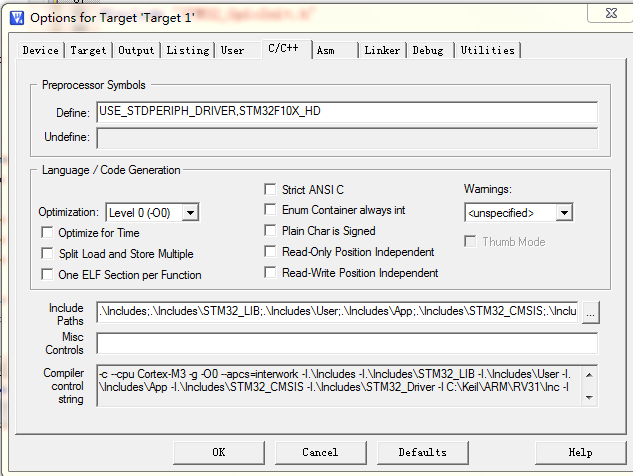 Options for Target 'Target 1'
Device Target Output Listing User C/C++ Asm Linker Debug Utilities
Preprocessor Symbols
Define: USE_STDPERIPH_DRIVER,STM32F10X_HD
Undefine:
Language / Code Generation
Strict ANSI C
Warnings:
Optimization: Level 0 (-O0)
Enum Container always int
<unspecified>
Optimize for Time
Plain Char is Signed
Thumb Mode
Split Load and Store Multiple
Read-Only Position Independent
One ELF Section per Function
Read-Write Position Independent
Include
Paths
.\Includes;.\Includes\STM32_LIB;.\Includes\User;.\Includes\App;.\Includes\STM32_CMSIS;.\Inclu
...
Misc
Controls
Compiler
control
string
-c --cpu Cortex-M3 -g -O0 --apcs=interwork -I.\Includes -I.\Includes\STM32_LIB -I.\Includes\User -I.
\Includes\App -I.\Includes\STM32_CMSIS -I.\Includes\STM32_Driver -I C:\Keil\ARM\RV31\Inc -I
OK Cancel Defaults Help